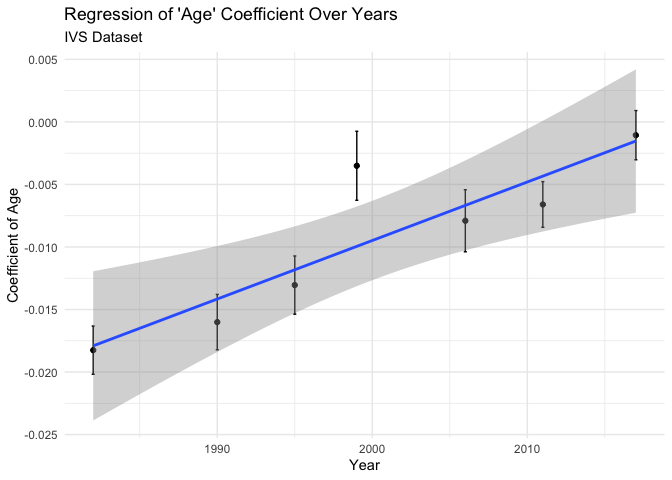 Regression of 'Age' Coefficient Over Years
IVS Dataset
0.005
0.000
-0.005
-0.010
-0.015
-0.020
-0.025
Coefficient of Age
1990
2000
2010
Year